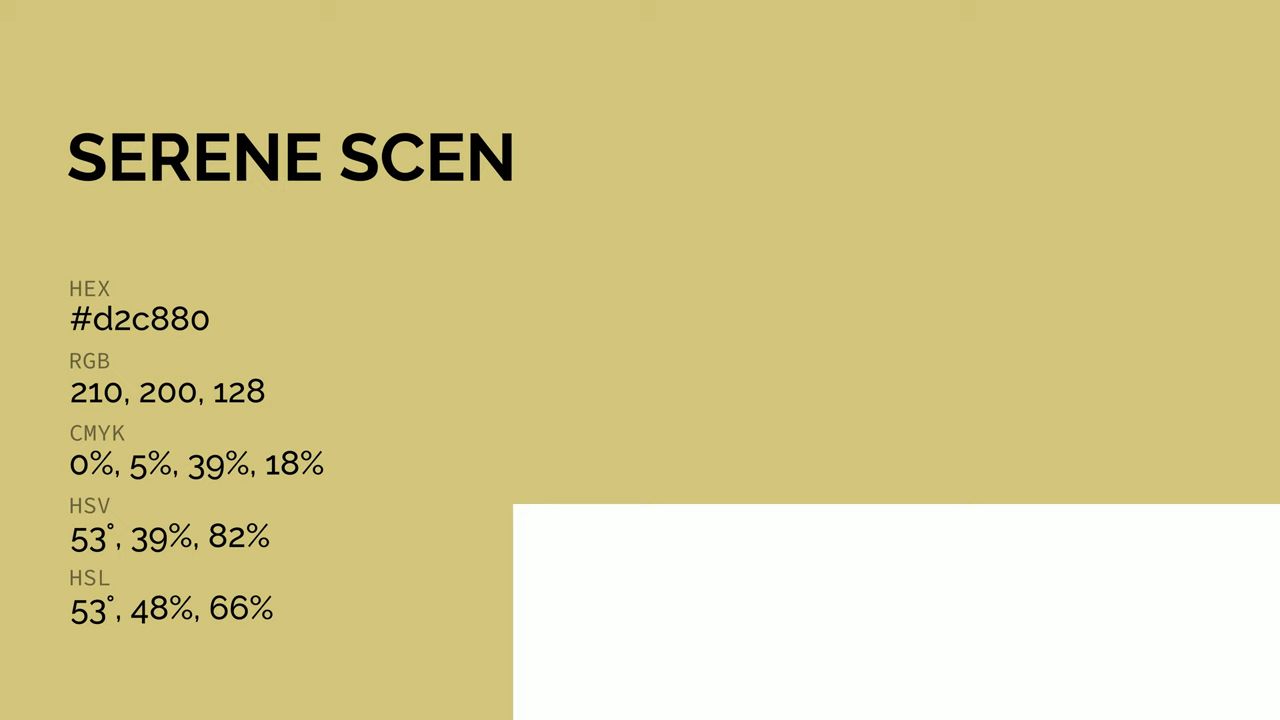 SERENE SCEN
HEX
#d2c880
RGB
210, 200, 128
CMYK
0%, 5%, 39%, 18%
HSV
53°, 39%, 82%
HSL
53°, 48%, 66%